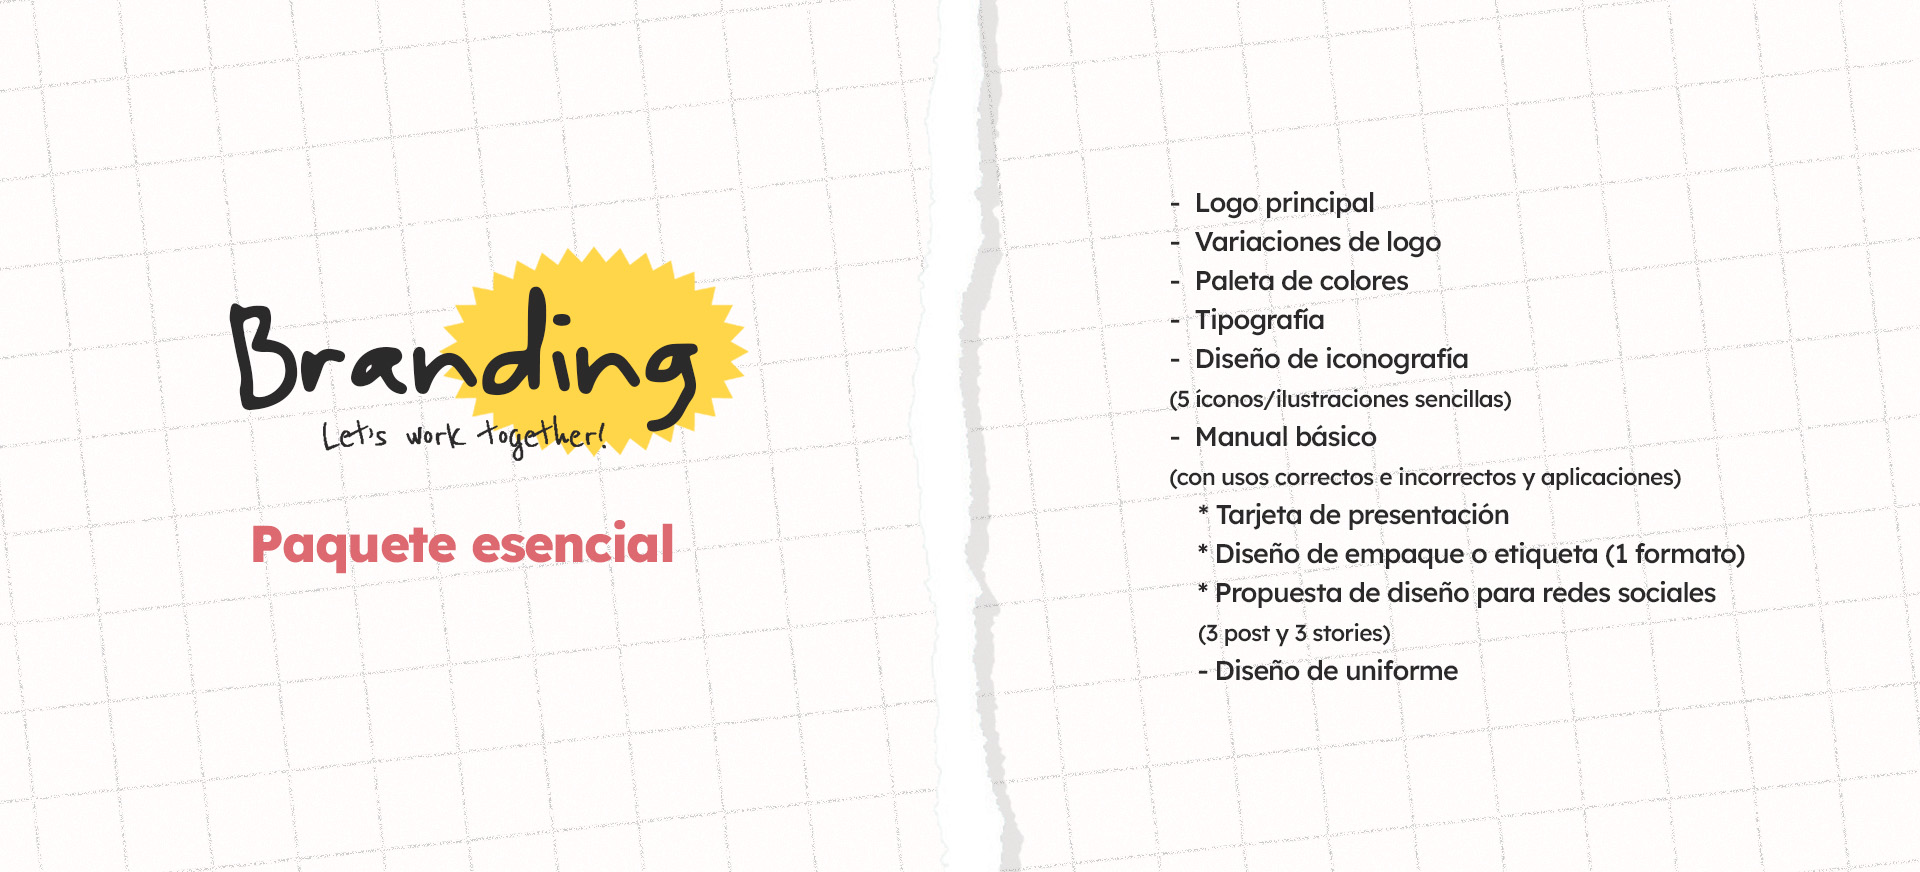 Branding
Let's work together!
Paquete esencial
- Logo principal
- Variaciones de logo
- Paleta de colores
- Tipografía
- Diseño de iconografía
(5 íconos/ilustraciones sencillas)
- Manual básico
(con usos correctos e incorrectos y aplicaciones)
* Tarjeta de presentación
* Diseño de empaque o etiqueta (1 formato)
* Propuesta de diseño para redes sociales
(3 post y 3 stories)
- Diseño de uniforme